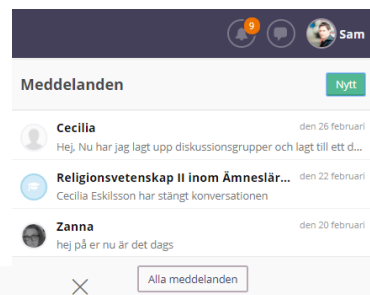 9
Sam
Meddelanden
Nytt
Cecilia den 26 februari
Hej, Nu har jag lagt upp diskussionsgrupper och lagt till ett d...
Religionsvetenskap II inom Ämneslär... den 22 februari
Cecilia Eskilsson har stängt konversationen
Zanna den 20 februari
hej på er nu är det dags
Alla meddelanden